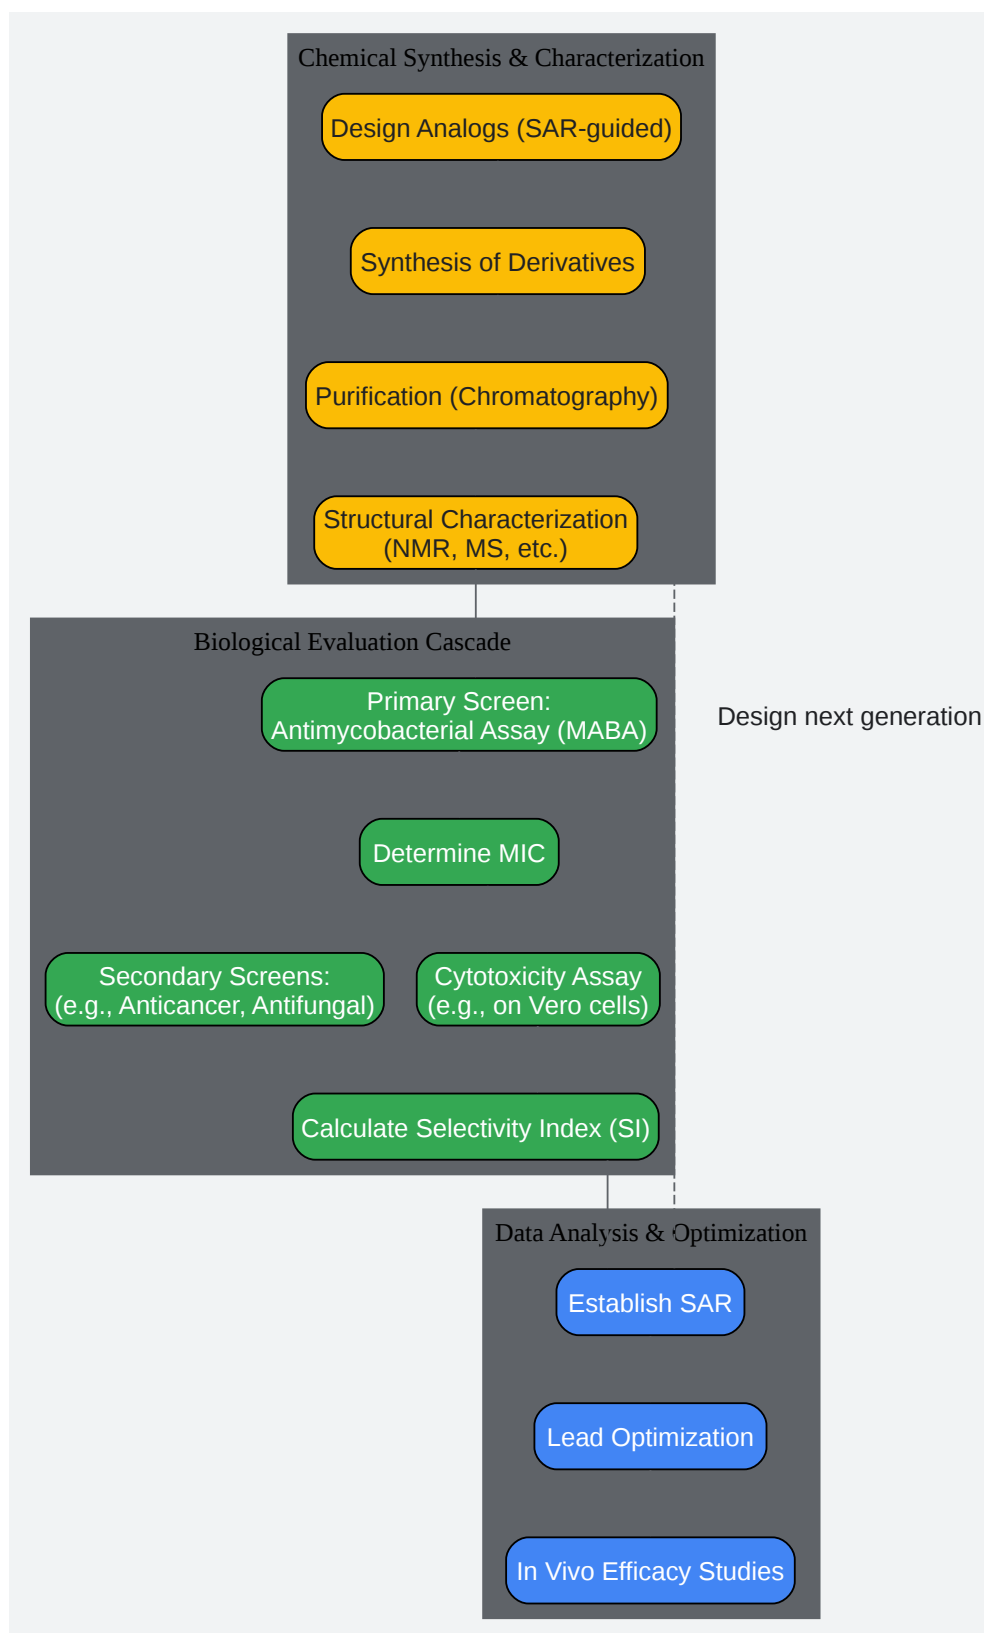 Chemical Synthesis & Characterization
Design Analogs (SAR-guided)
Synthesis of Derivatives
Purification (Chromatography)
Structural Characterization
(NMR, MS, etc.)
Biological Evaluation Cascade
Primary Screen:
Antimycobacterial Assay (MABA)
Design next generation
Determine MIC
Secondary Screens:
(e.g., Anticancer, Antifungal)
Cytotoxicity Assay
(e.g., on Vero cells)
Calculate Selectivity Index (SI)
Data Analysis & Optimization
Establish SAR
Lead Optimization
In Vivo Efficacy Studies